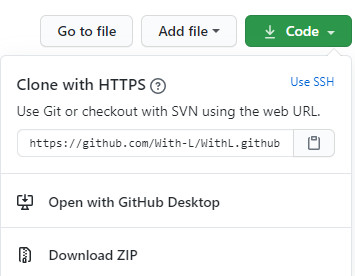 Go to file Add file Code
Clone with HTTPS ? Use SSH
Use Git or checkout with SVN using the web URL.
https://github.com/With-L/WithL.github
Open with GitHub Desktop
Download ZIP